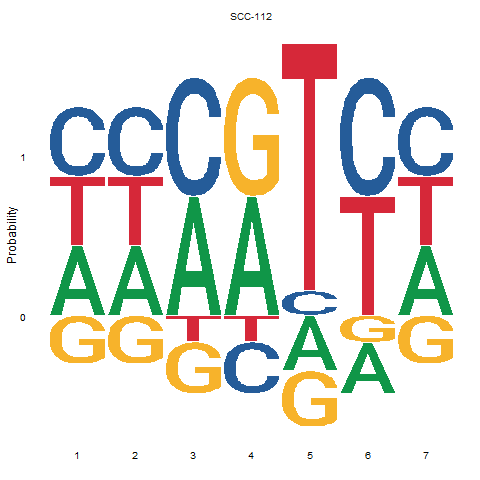 SCC-112
C C C G T C C
T T A A C T T
A A T T A G A
G G G C G A G
1
0
Probability
1 2 3 4 5 6 7